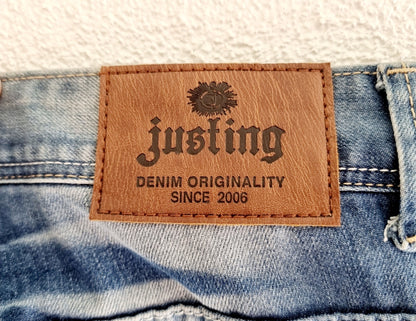 justing
DENIM ORIGINALITY
SINCE 2006